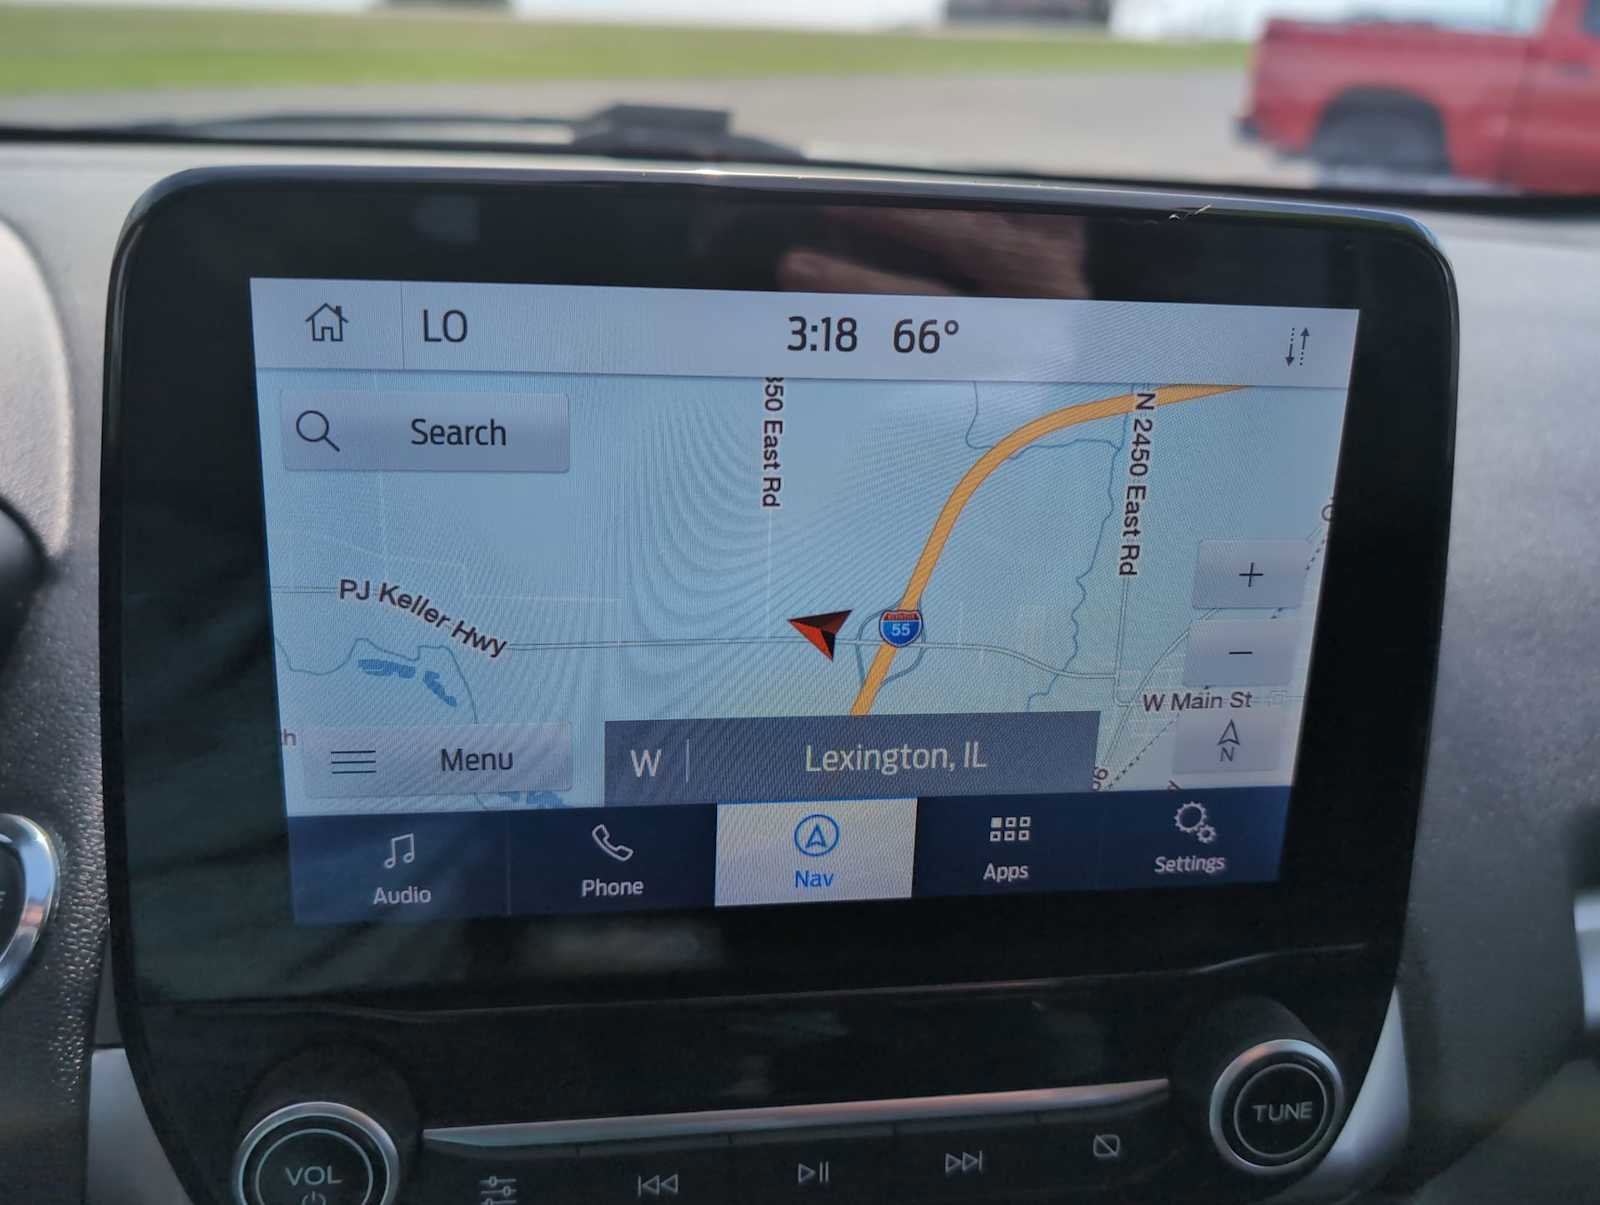 LO
3:18 66°
Search
350 East Rd
N 2450 East Rd
PJ Keller Hwy
55
+
−
W Main St
N
Menu
W
Lexington, IL
Audio
Phone
Nav
Apps
Settings
VOL
TUNE